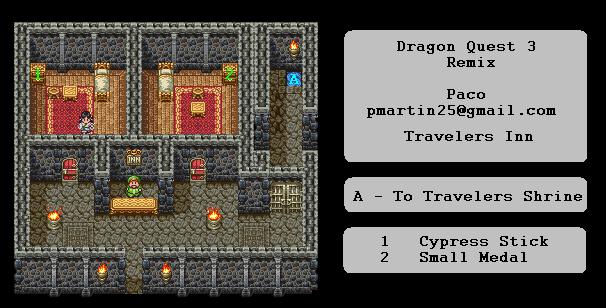 1
2
A
INN
Dragon Quest 3
Remix
Paco
pmartin25@gmail.com
Travelers Inn
A - To Travelers Shrine
1 Cypress Stick
2 Small Medal